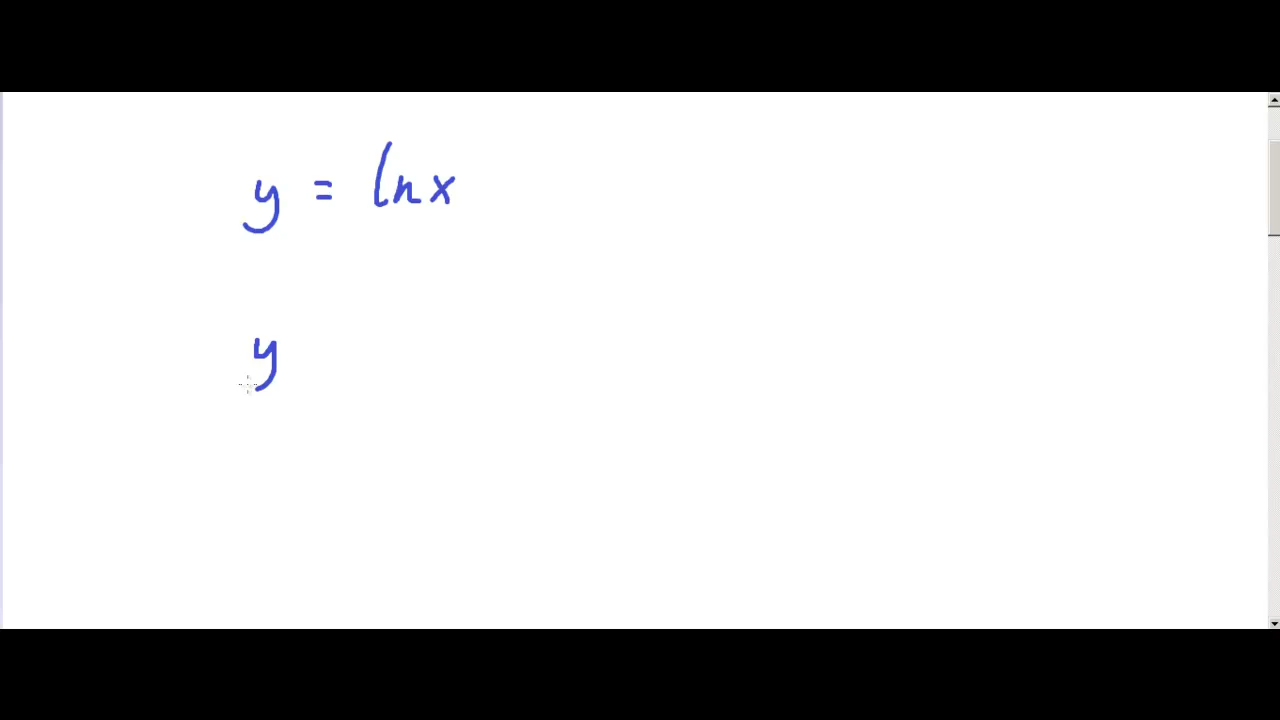 y = ln x
y